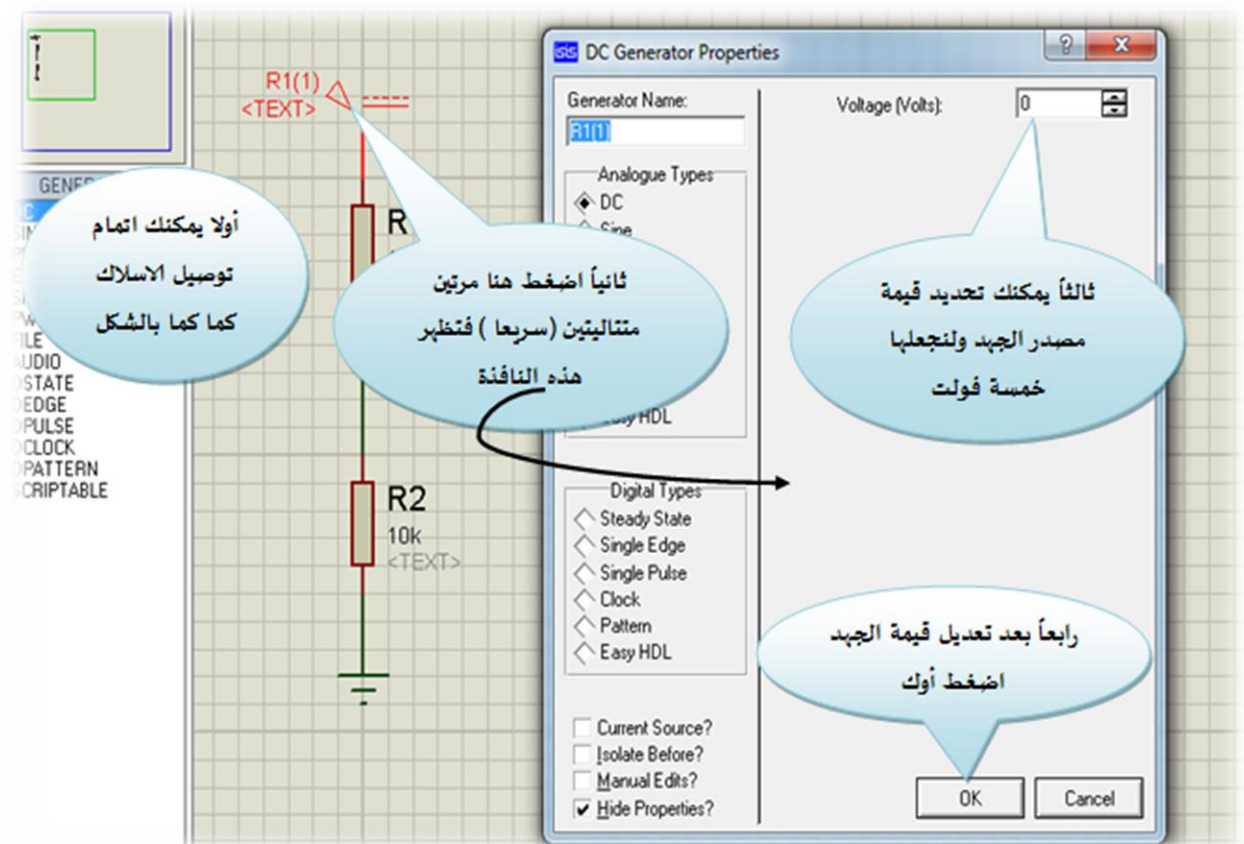 isis DC Generator Properties
R1(1)
<TEXT>
Generator Name:
R1(1)
Voltage (Volts):
0
Analogue Types
DC
Sine
أولا يمكنك اتمام
توصيل الاسلاك
كما كما بالشكل
R
ثانياً اضغط هنا مرتين
متتاليتين (سريعا ) فتظهر
هذه النافذة
ثالثاً يمكنك تحديد قيمة
مصدر الجهد ولنجعلها
خمسة فولت
FILE
AUDIO
DSTATE
DEDGE
DPULSE
DCLOCK
DPATTERN
SCRIPTABLE
HDL
R2
10k
<TEXT>
Digital Types
Steady State
Single Edge
Single Pulse
Clock
Pattern
Easy HDL
رابعاً بعد تعديل قيمة الجهد
اضغط أوك
Current Source?
Isolate Before?
Manual Edits?
Hide Properties?
OK
Cancel